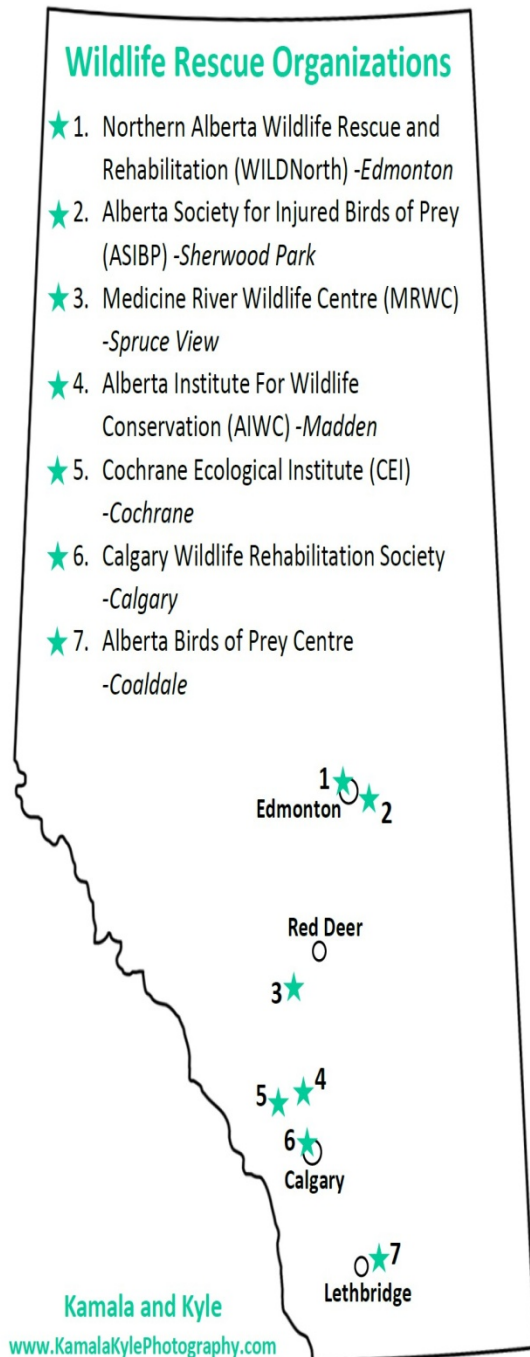 Wildlife Rescue Organizations
1. Northern Alberta Wildlife Rescue and
Rehabilitation (WILDNorth) -Edmonton
2. Alberta Society for Injured Birds of Prey
(ASIBP) -Sherwood Park
3. Medicine River Wildlife Centre (MRWC)
-Spruce View
4. Alberta Institute For Wildlife
Conservation (AIWC) -Madden
5. Cochrane Ecological Institute (CEI)
-Cochrane
6. Calgary Wildlife Rehabilitation Society
-Calgary
7. Alberta Birds of Prey Centre
-Coaldale
1
Edmonton
2
Red Deer
3
4
5
6
Calgary
7
Lethbridge
Kamala and Kyle
www.KamalaKylePhotography.com